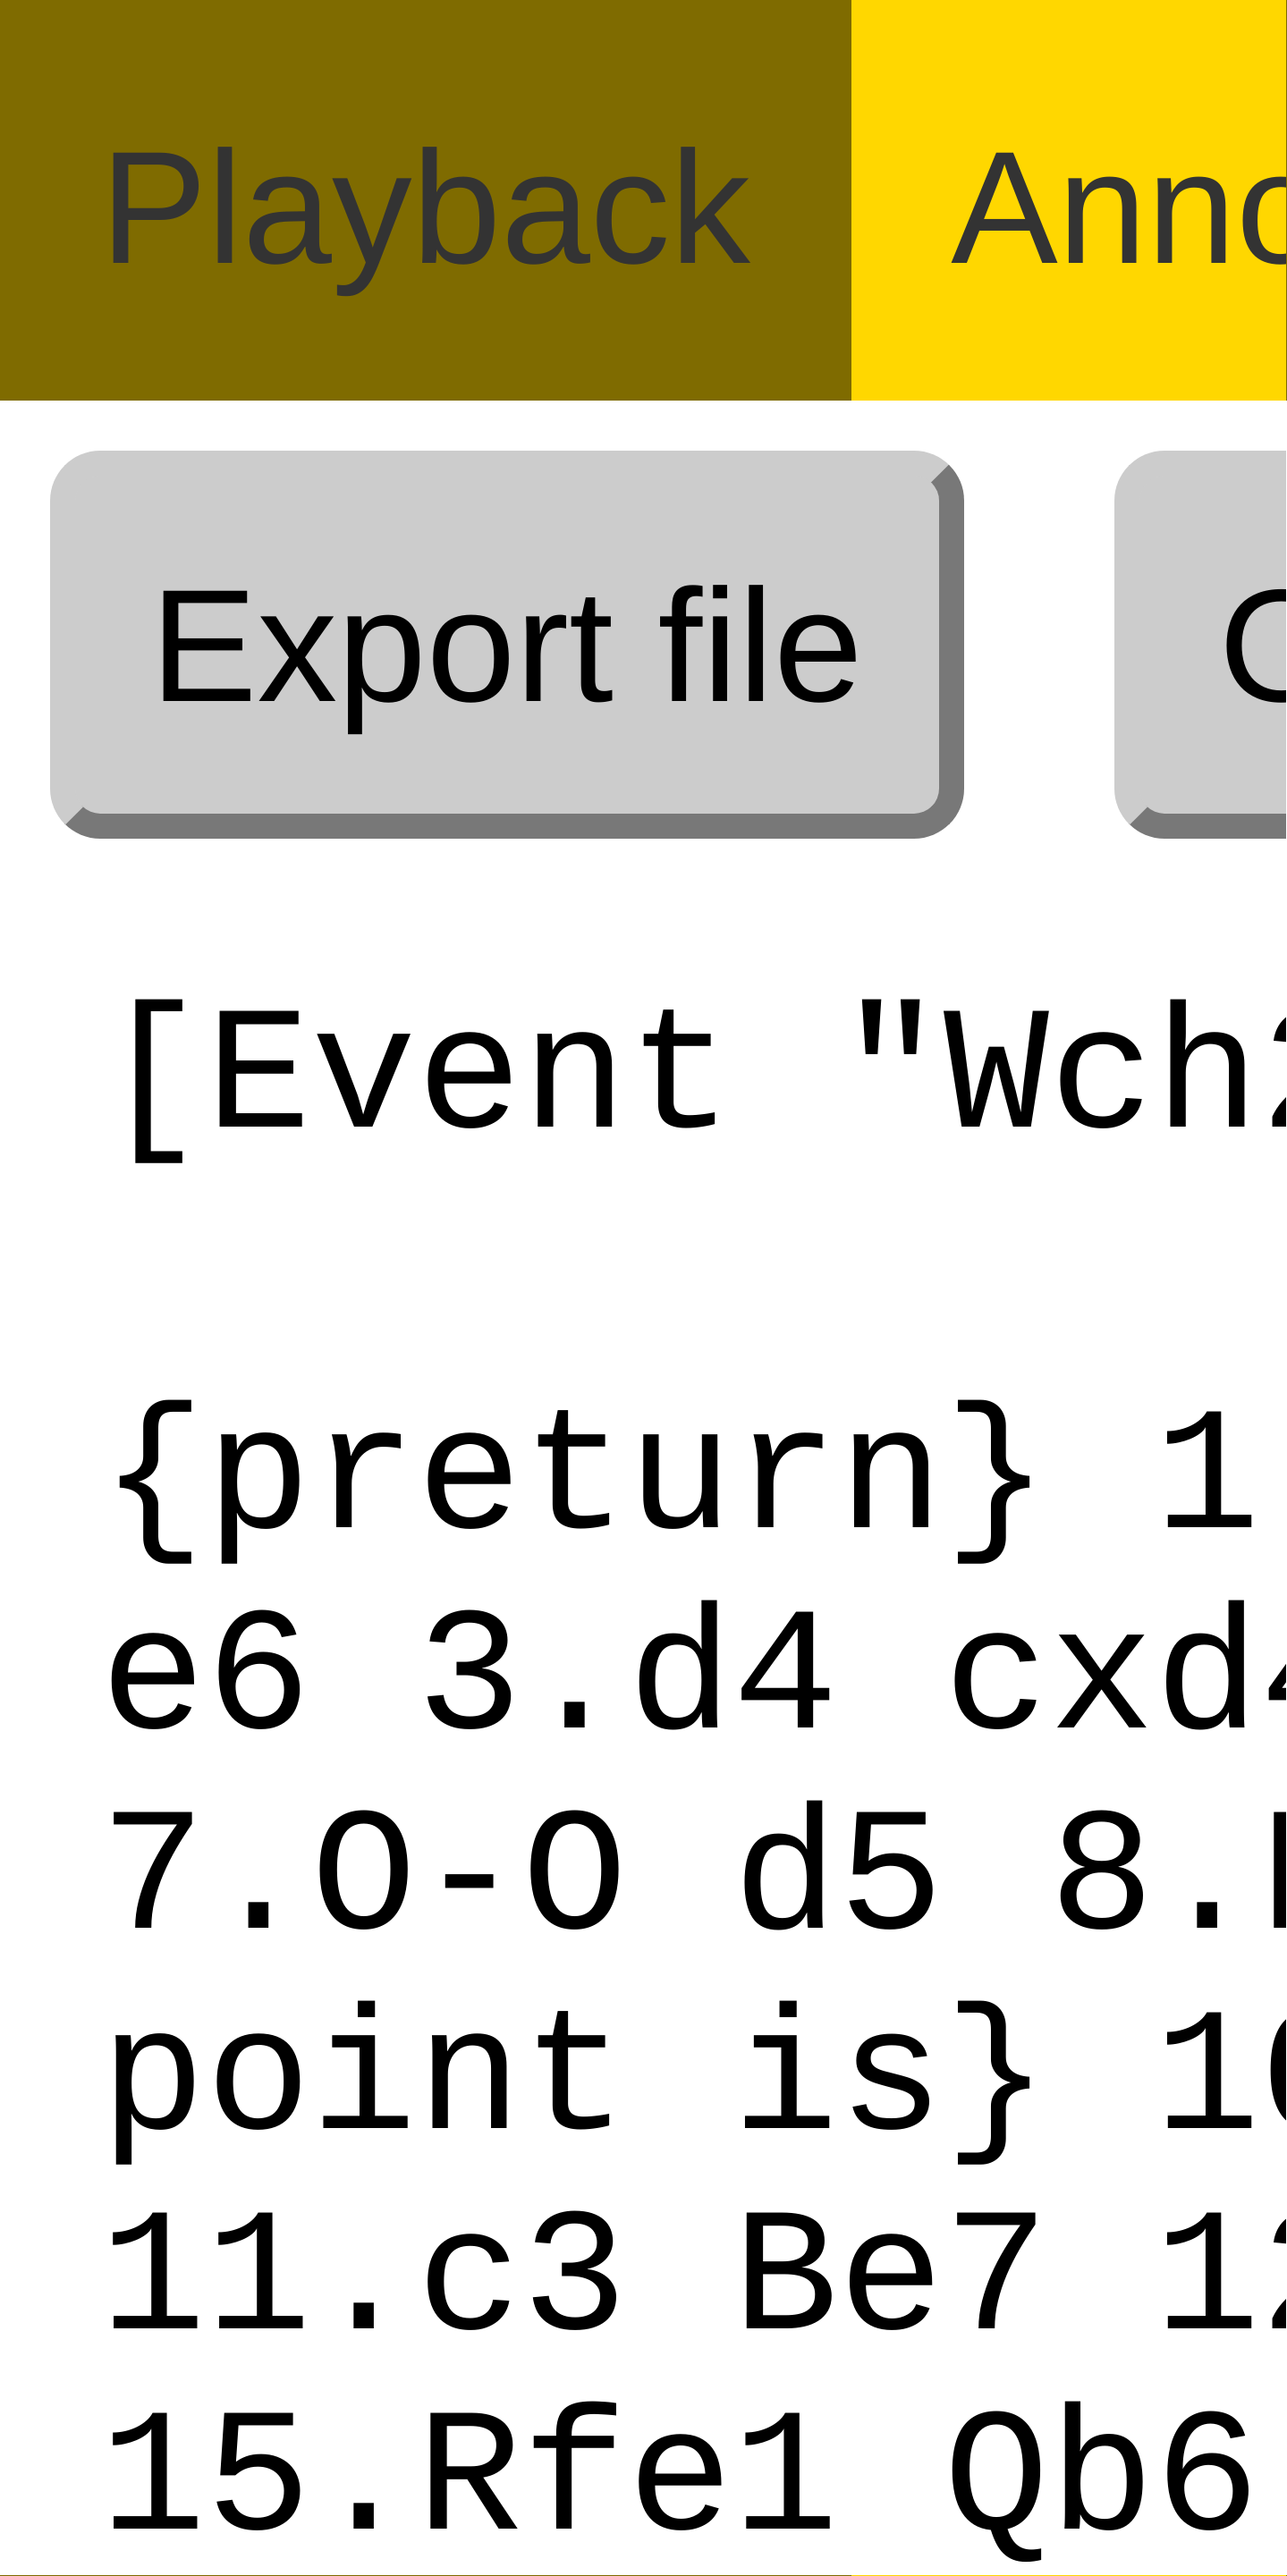 Playback Anno
Export file
[Event "Wch2
{preturn} 1
e6 3.d4 cxd4
7.O-O d5 8.
point is} 10
11.c3 Be7 12
15.Rfe1 Qb6